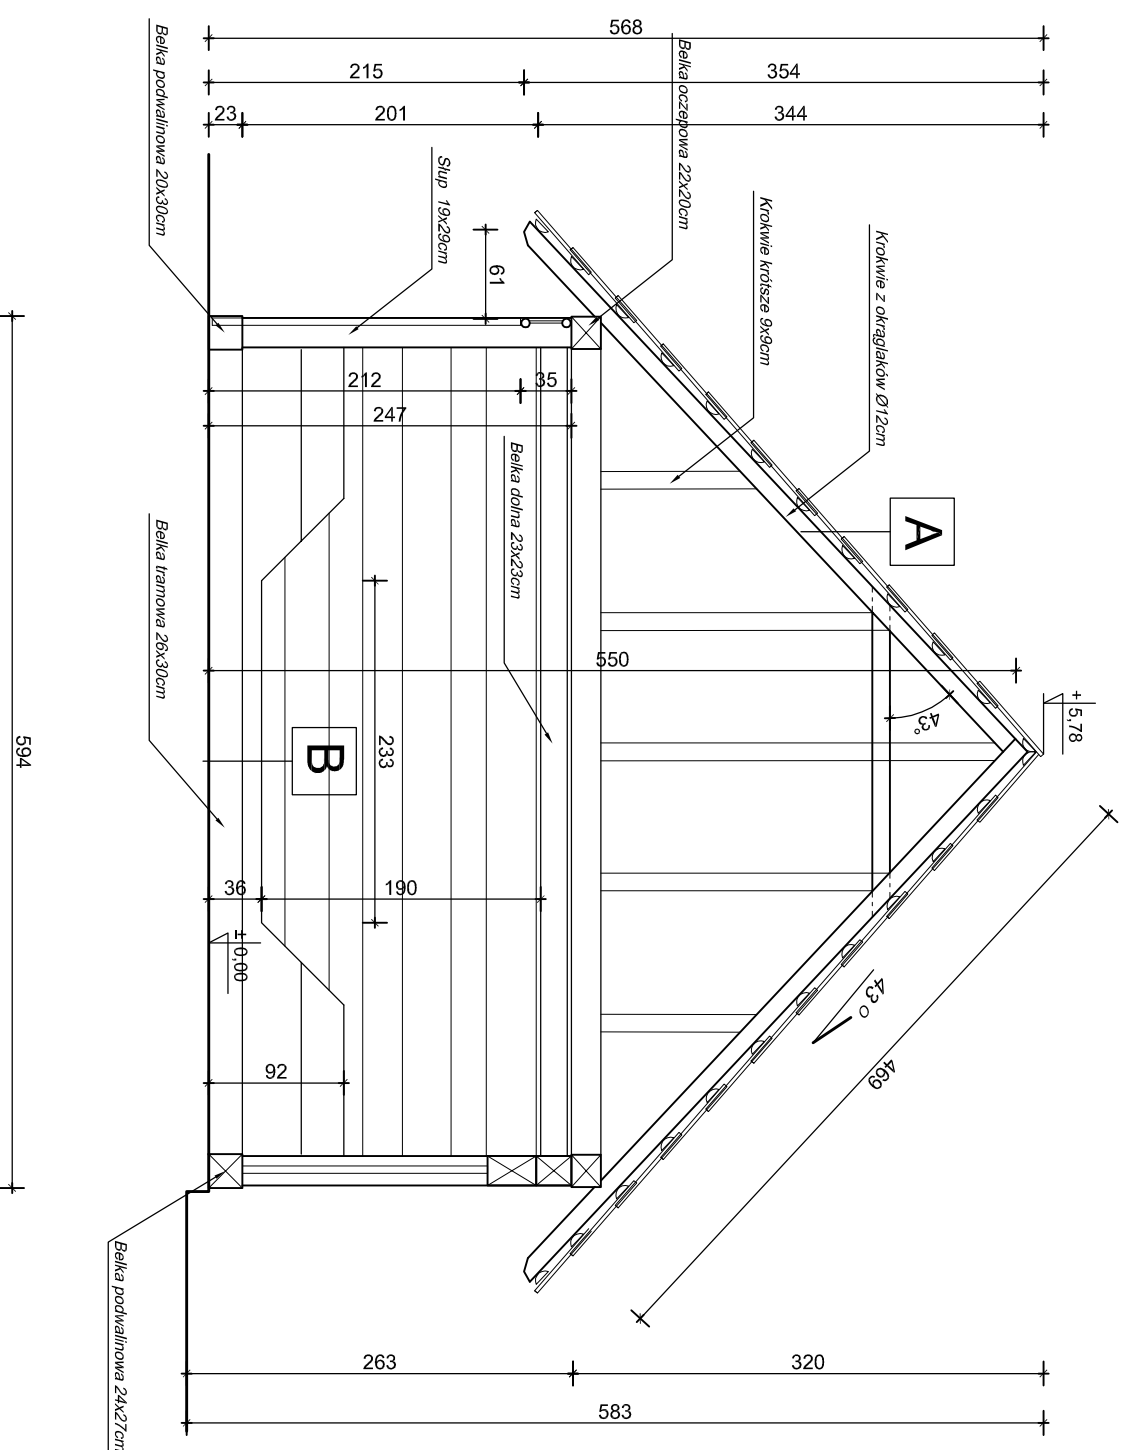 568
215
354
23
201
344
Belka podwalinowa 20x30cm
Słup 19x29cm
Belka oczepowa 22x20cm
Krokwie krótsze 9x9cm
Krokwie z okrąglaków Ø12cm
61
212
35
247
Belka dolna 23x23cm
A
Belka tramowa 26x30cm
550
+ 5,78
43°
594
B
233
36
190
± 0,00
43°
469
92
Belka podwalinowa 24x27cm
263
320
583